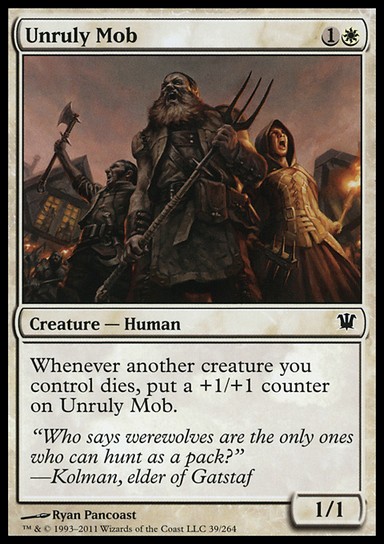 Unruly Mob 1
Creature — Human
Whenever another creature you
control dies, put a +1/+1 counter
on Unruly Mob.
“Who says werewolves are the only ones
who can hunt as a pack?”
—Kolman, elder of Gatstaf
Ryan Pancoast
1/1
™ & © 1993–2011 Wizards of the Coast LLC 39/264